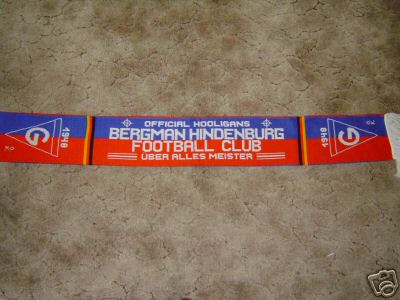 OFFICIAL HOOLIGANS
BERGMAN HINDENBURG
FOOTBALL CLUB
ÜBER ALLES MEISTER
G
1948
G
1948